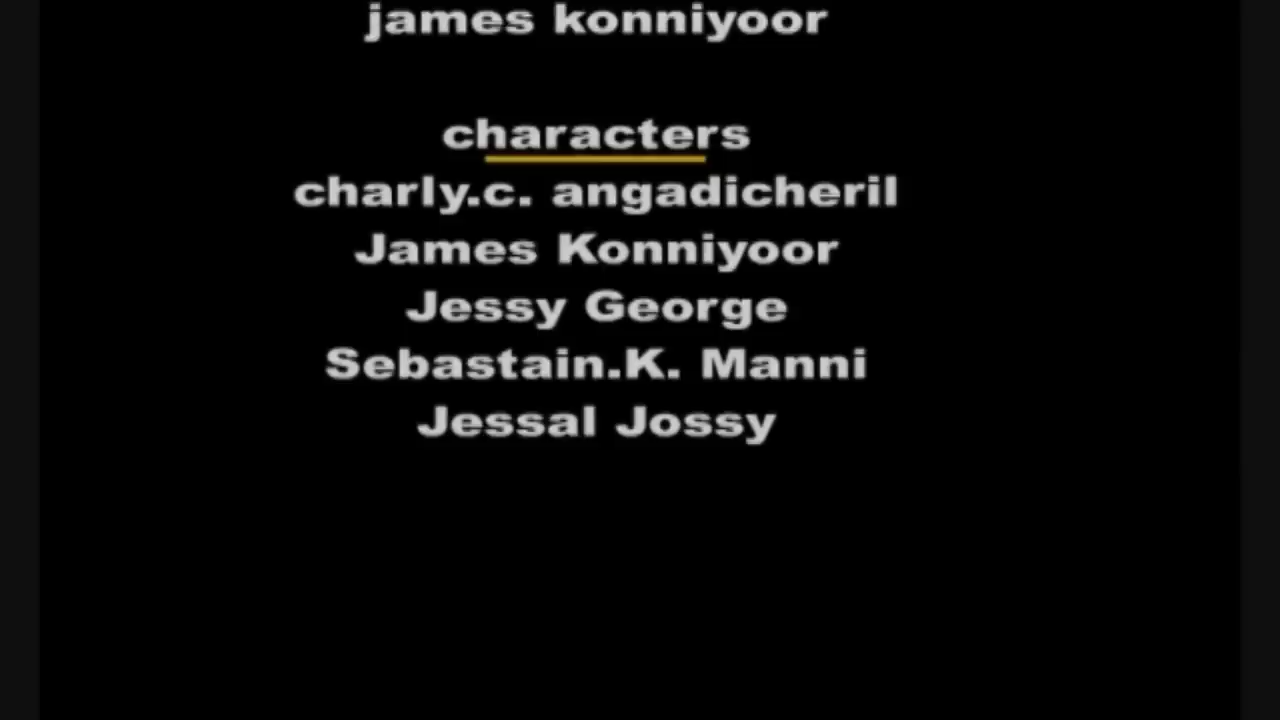 james konniyoor
characters
charly.c. angadicheril
James Konniyoor
Jessy George
Sebastain.K. Manni
Jessal Jossy